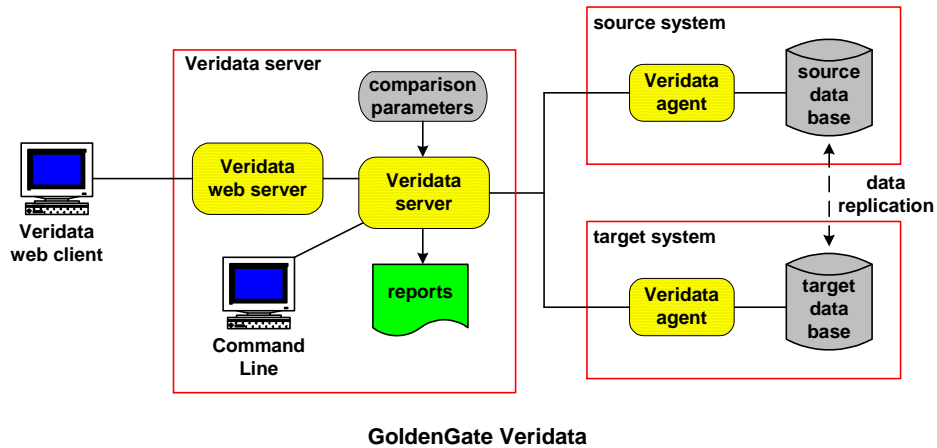 source system
Veridata server
comparison
parameters
Veridata
agent
source
data
base
Veridata
web server
Veridata
server
Veridata
web client
data
replication
target system
reports
Veridata
agent
target
data
base
Command
Line
GoldenGate Veridata